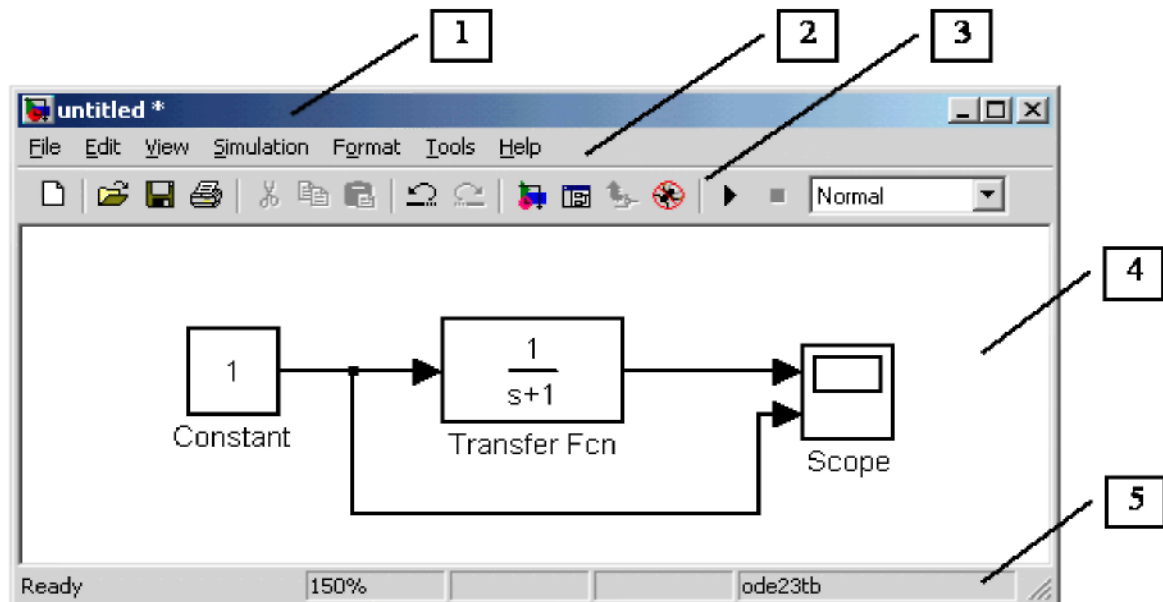 1 2 3
untitled *
File Edit View Simulation Format Tools Help
Normal
4
1
1
s+1
Constant
Transfer Fcn
Scope
5
Ready 150% ode23tb